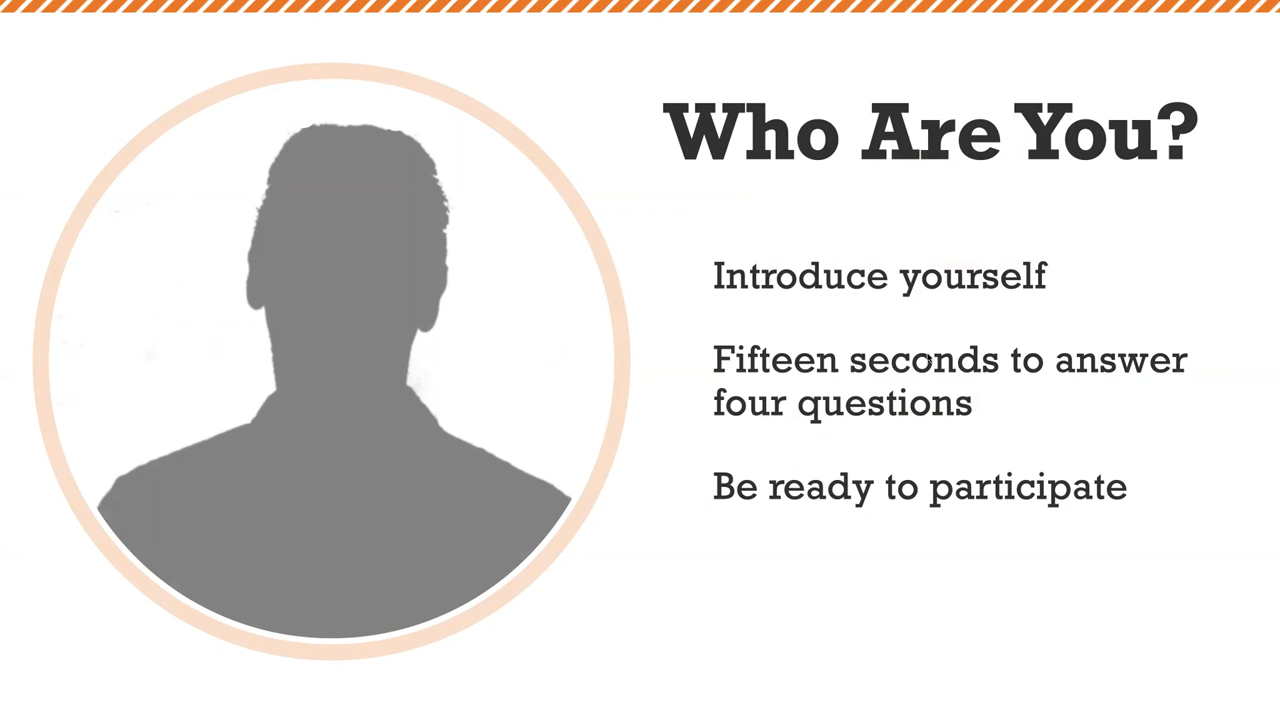 Who Are You?
Introduce yourself
Fifteen seconds to answer
four questions
Be ready to participate